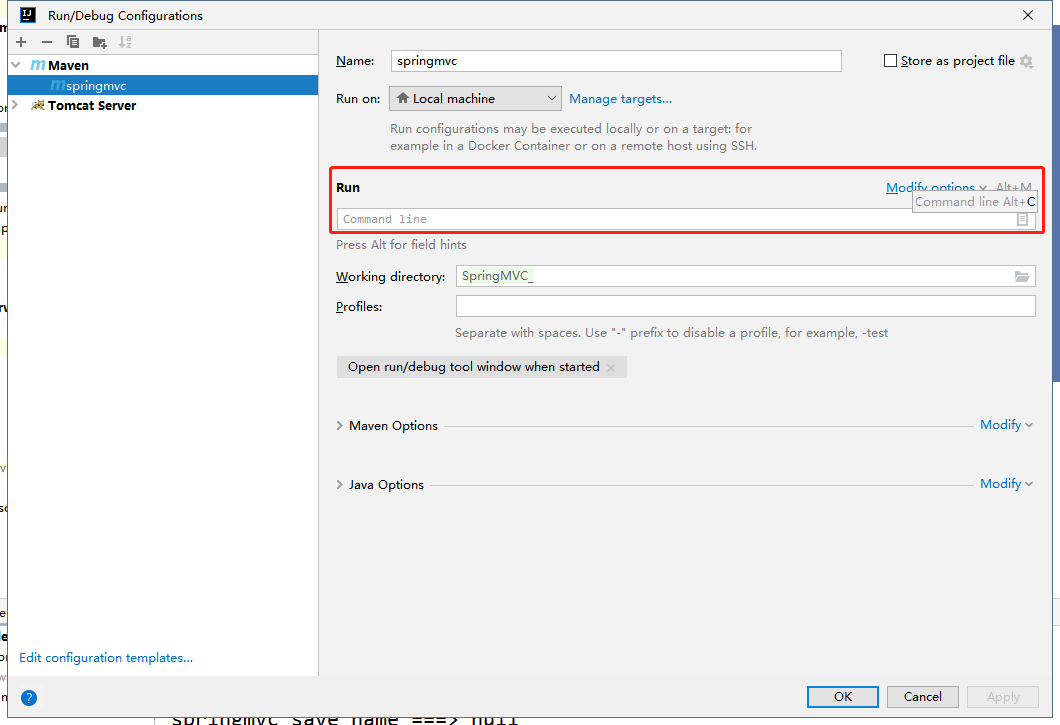 Run/Debug Configurations
Maven
springmvc
Tomcat Server
Edit configuration templates...
Name:
springmvc
Store as project file
Run on:
Local machine
Manage targets...
Run configurations may be executed locally or on a target: for
example in a Docker Container or on a remote host using SSH.
Run
Modify options
Alt+M
Command line Alt+C
Command line
Press Alt for field hints
Working directory:
SpringMVC_
Profiles:
Separate with spaces. Use "-" prefix to disable a profile, for example, -test
Open run/debug tool window when started
Maven Options
Modify
Java Options
Modify
?
OK
Cancel
Apply
springmvc save name ===> null